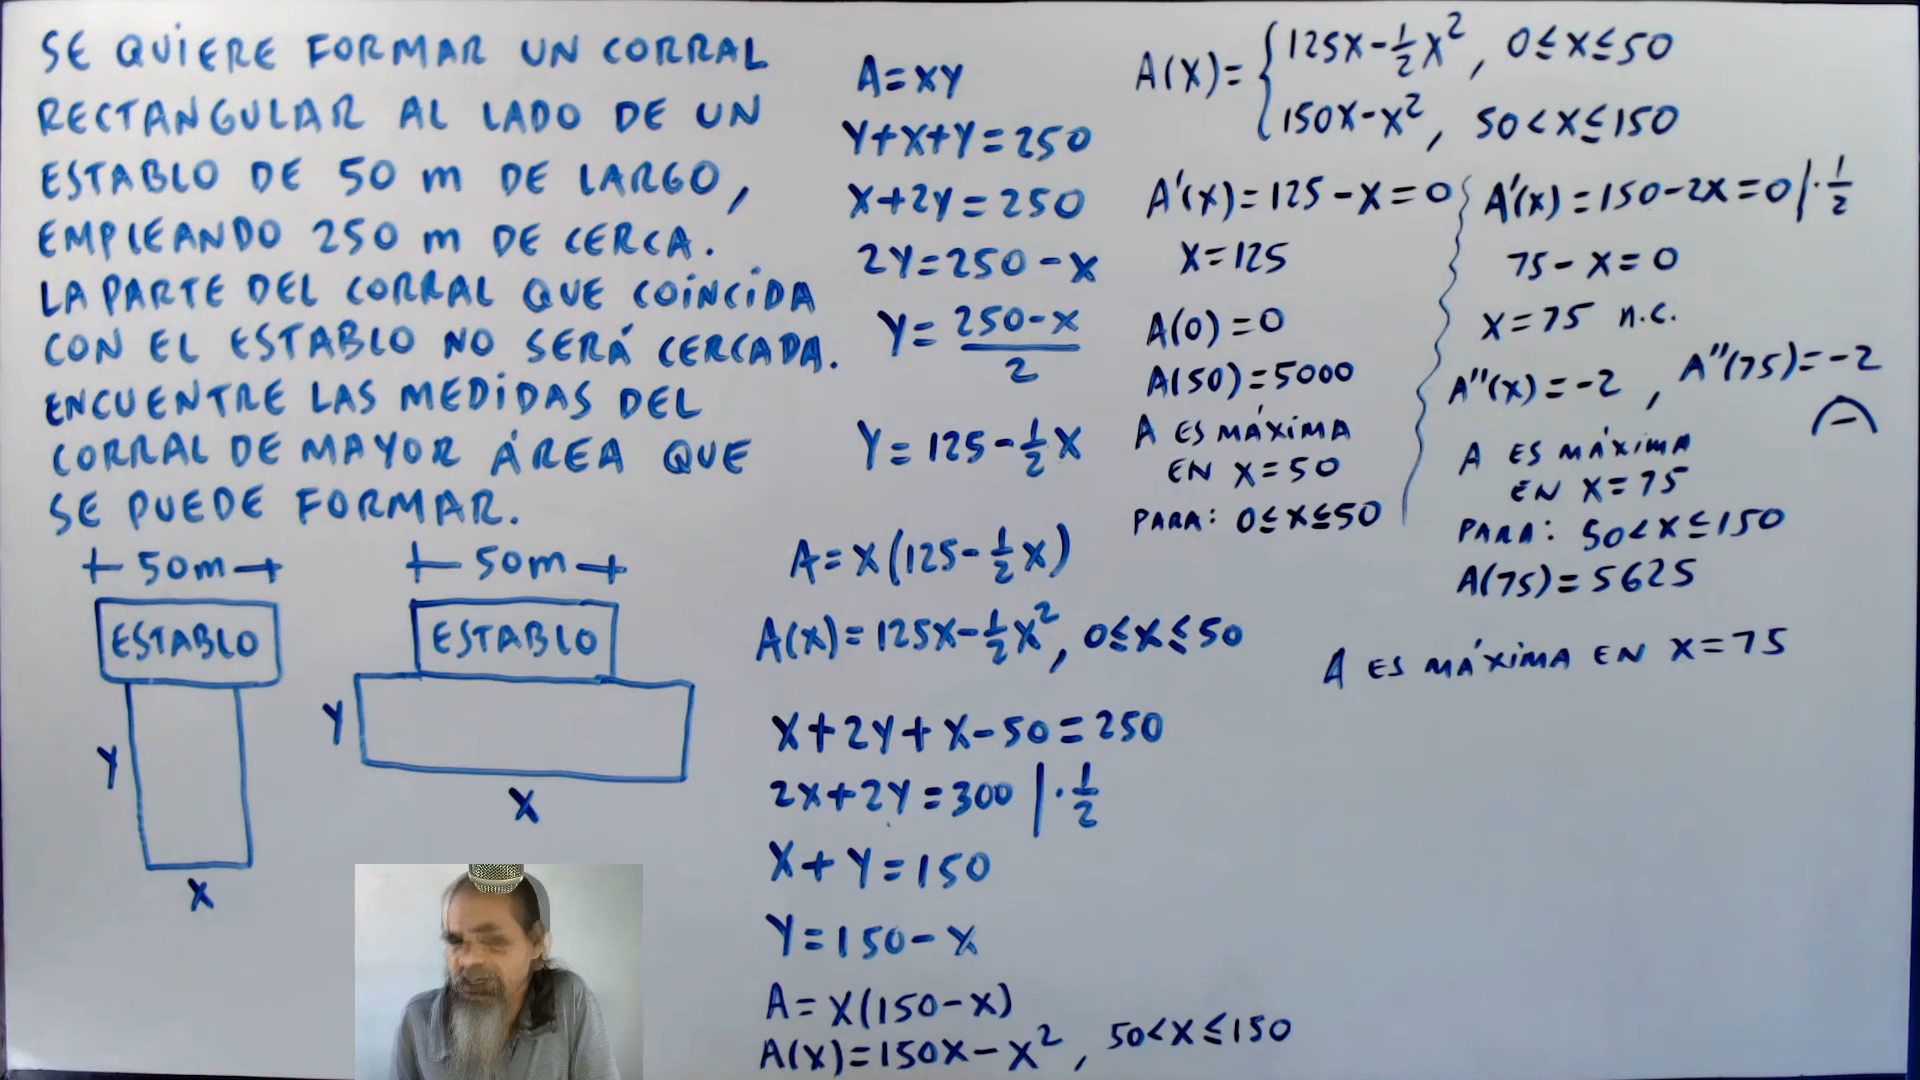 SE QUIERE FORMAR UN CORRAL
RECTANGULAR AL LADO DE UN
ESTABLO DE 50 m DE LARGO,
EMPLEANDO 250 m DE CERCA.
LA PARTE DEL CORRAL QUE COINCIDA
CON EL ESTABLO NO SERÁ CERCADA.
ENCUENTRE LAS MEDIDAS DEL
CORRAL DE MAYOR ÁREA QUE
SE PUEDE FORMAR.
50m
ESTABLO
Y
X
50m
ESTABLO
Y
X
A=XY
Y+X+Y=250
X+2Y=250
2Y=250-X
Y=(250-X)/2
Y=125-½X
A=X(125-½X)
A(X)=125X-½X², 0≤X≤50
X+2Y+X-50=250
2X+2Y=300 |·½
X+Y=150
Y=150-X
A=X(150-X)
A(X)=150X-X², 50<X≤150
A(X)={125X-½X², 0≤X≤50
150X-X², 50<X≤150
A'(X)=125-X=0
X=125
A(0)=0
A(50)=5000
A ES MÁXIMA
EN X=50
PARA: 0≤X≤50
A'(X)=150-2X=0 |·½
75-X=0
X=75 n.c.
A''(X)=-2, A''(75)=-2
-
A ES MÁXIMA
EN X=75
PARA: 50<X≤150
A(75)=5625
A ES MÁXIMA EN X=75